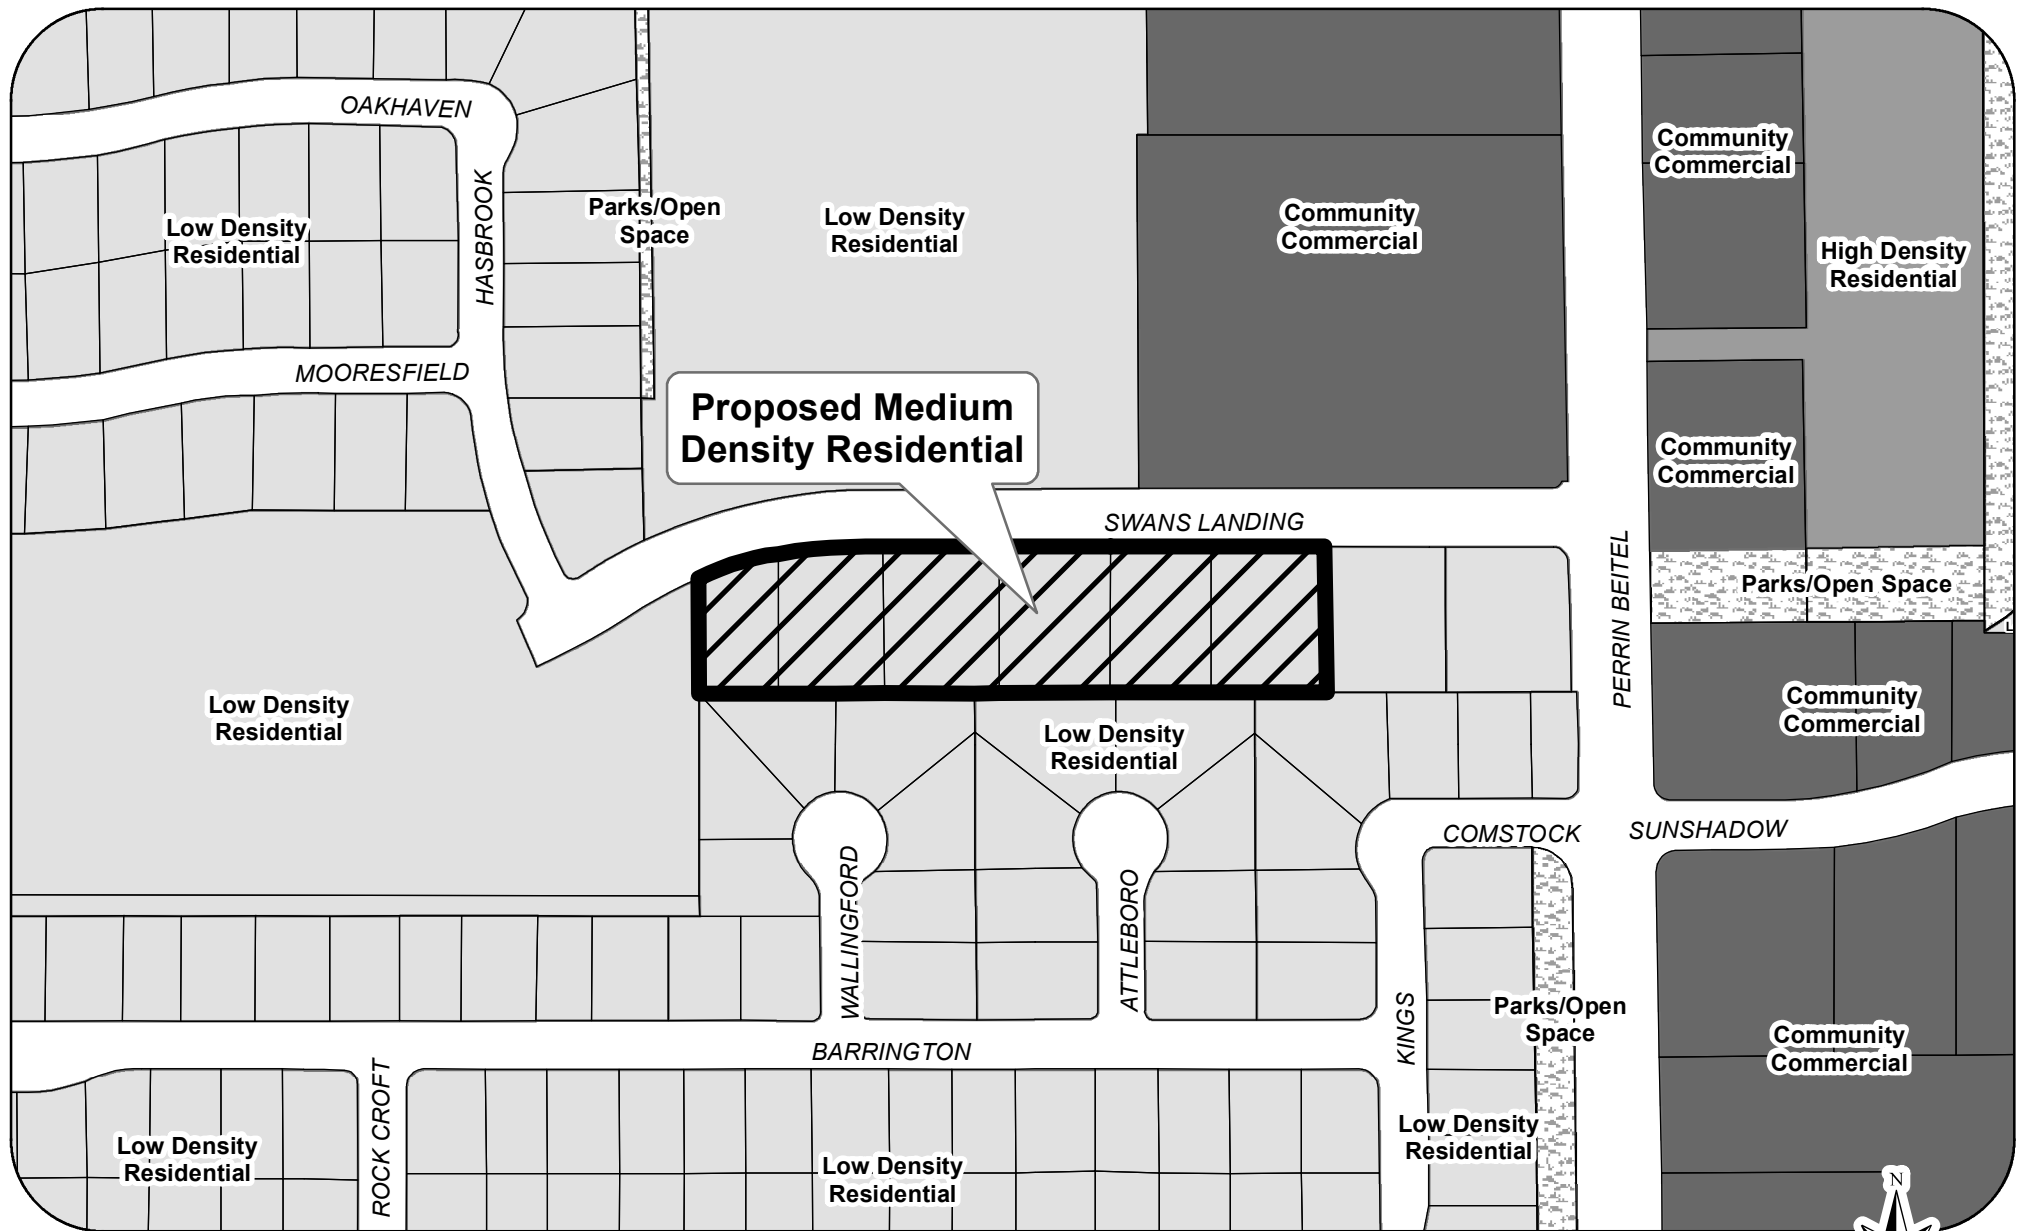 OAKHAVEN
Community
Commercial
HASBROOK
Parks/Open
Space
Low Density
Residential
Low Density
Residential
Community
Commercial
High Density
Residential
MOORESFIELD
Proposed Medium
Density Residential
Community
Commercial
SWANS LANDING
PERRIN BEITEL
Parks/Open Space
L
Low Density
Residential
Low Density
Residential
Community
Commercial
COMSTOCK
SUNSHADOW
WALLINGFORD
ATTLEBORO
KINGS
Parks/Open
Space
Community
Commercial
BARRINGTON
ROCK CROFT
Low Density
Residential
Low Density
Residential
Low Density
Residential
N